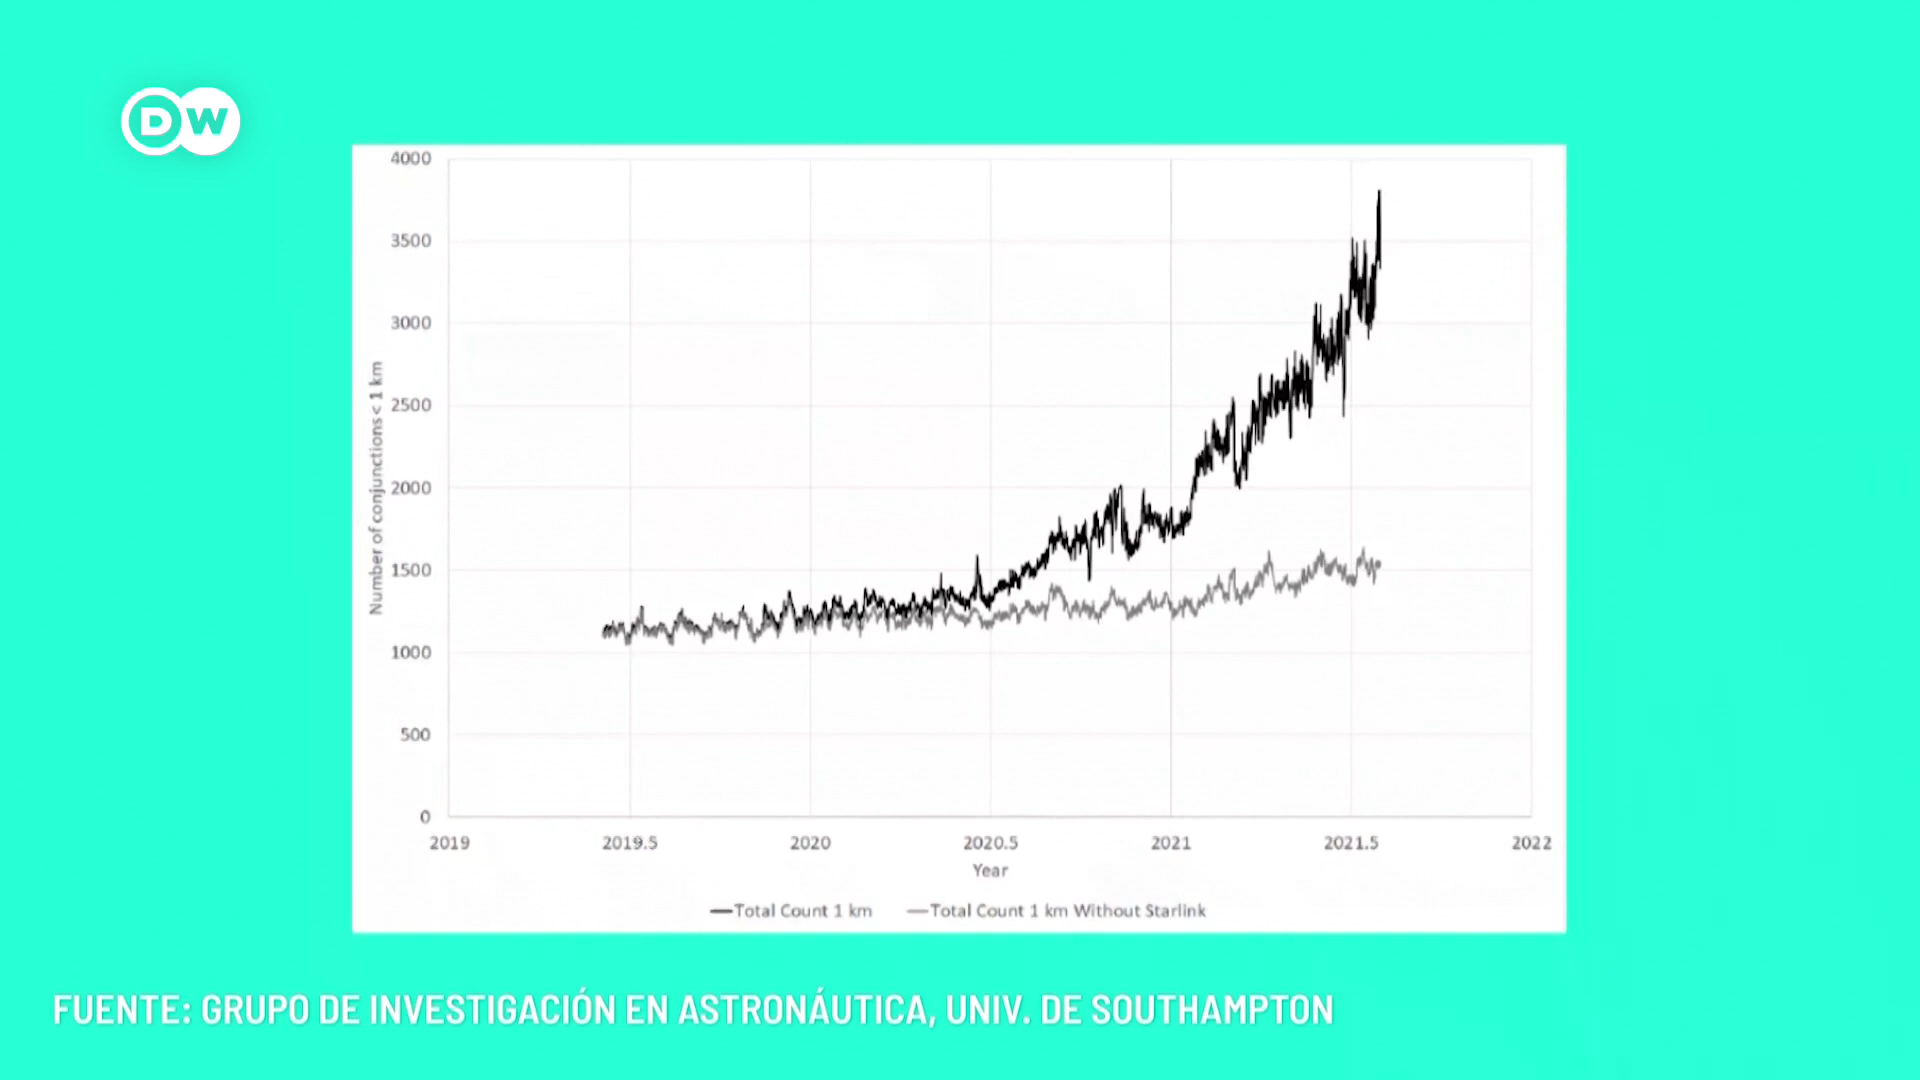 DW
4000
3500
3000
2500
2000
1500
1000
500
0
Number of conjunctions < 1 km
2019 2019.5 2020 2020.5 2021 2021.5 2022
Year
Total Count 1 km Total Count 1 km Without Starlink
FUENTE: GRUPO DE INVESTIGACIÓN EN ASTRONÁUTICA, UNIV. DE SOUTHAMPTON